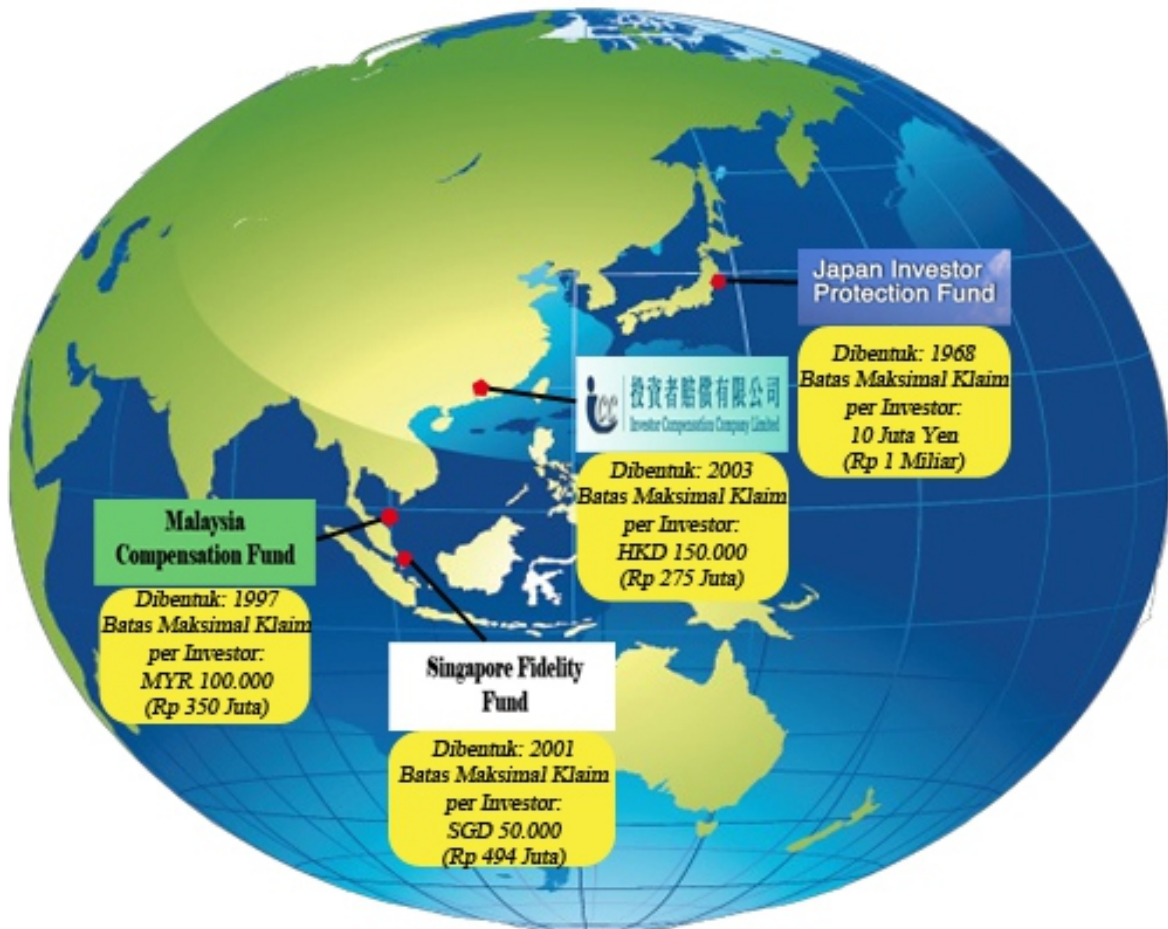 Japan Investor
Protection Fund
Dibentuk: 1968
Batas Maksimal Klaim
per Investor:
10 Juta Yen
(Rp 1 Miliar)
icc
投資者賠償有限公司
Investor Compensation Company Limited
Dibentuk: 2003
Batas Maksimal Klaim
per Investor:
HKD 150.000
(Rp 275 Juta)
Malaysia
Compensation Fund
Dibentuk: 1997
Batas Maksimal Klaim
per Investor:
MYR 100.000
(Rp 350 Juta)
Singapore Fidelity
Fund
Dibentuk: 2001
Batas Maksimal Klaim
per Investor:
SGD 50.000
(Rp 494 Juta)